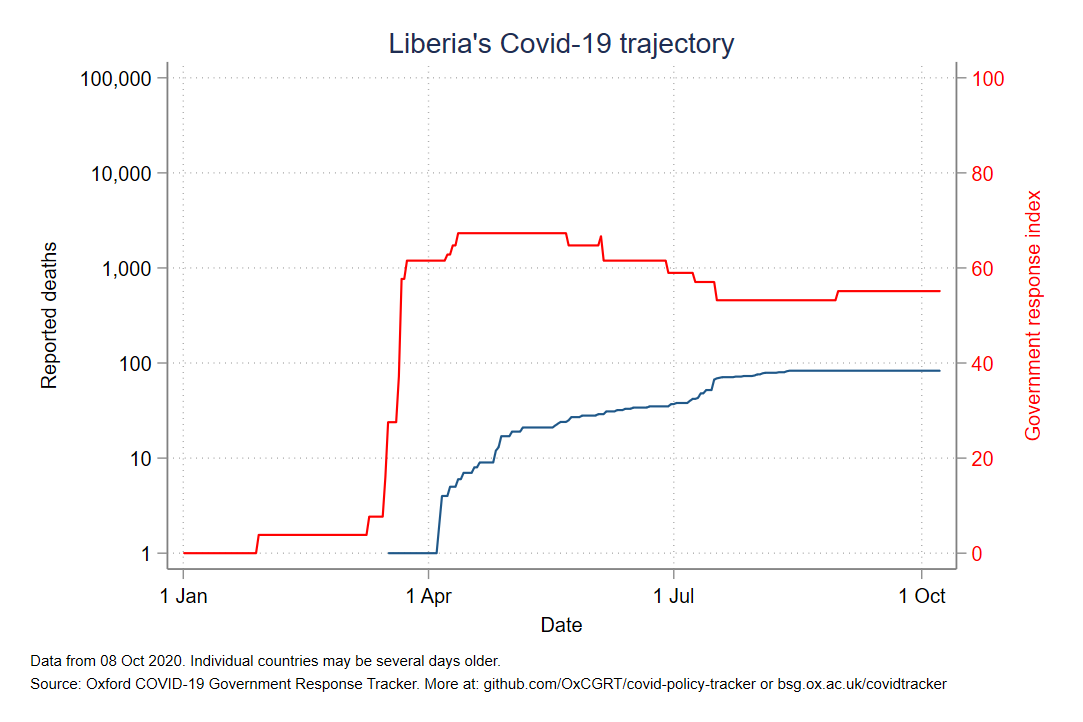 Liberia's Covid-19 trajectory
100,000
10,000
1,000
100
10
1
Reported deaths
100
80
60
40
20
0
Government response index
1 Jan
1 Apr
1 Jul
1 Oct
Date
Data from 08 Oct 2020. Individual countries may be several days older.
Source: Oxford COVID-19 Government Response Tracker. More at: github.com/OxCGRT/covid-policy-tracker or bsg.ox.ac.uk/covidtracker